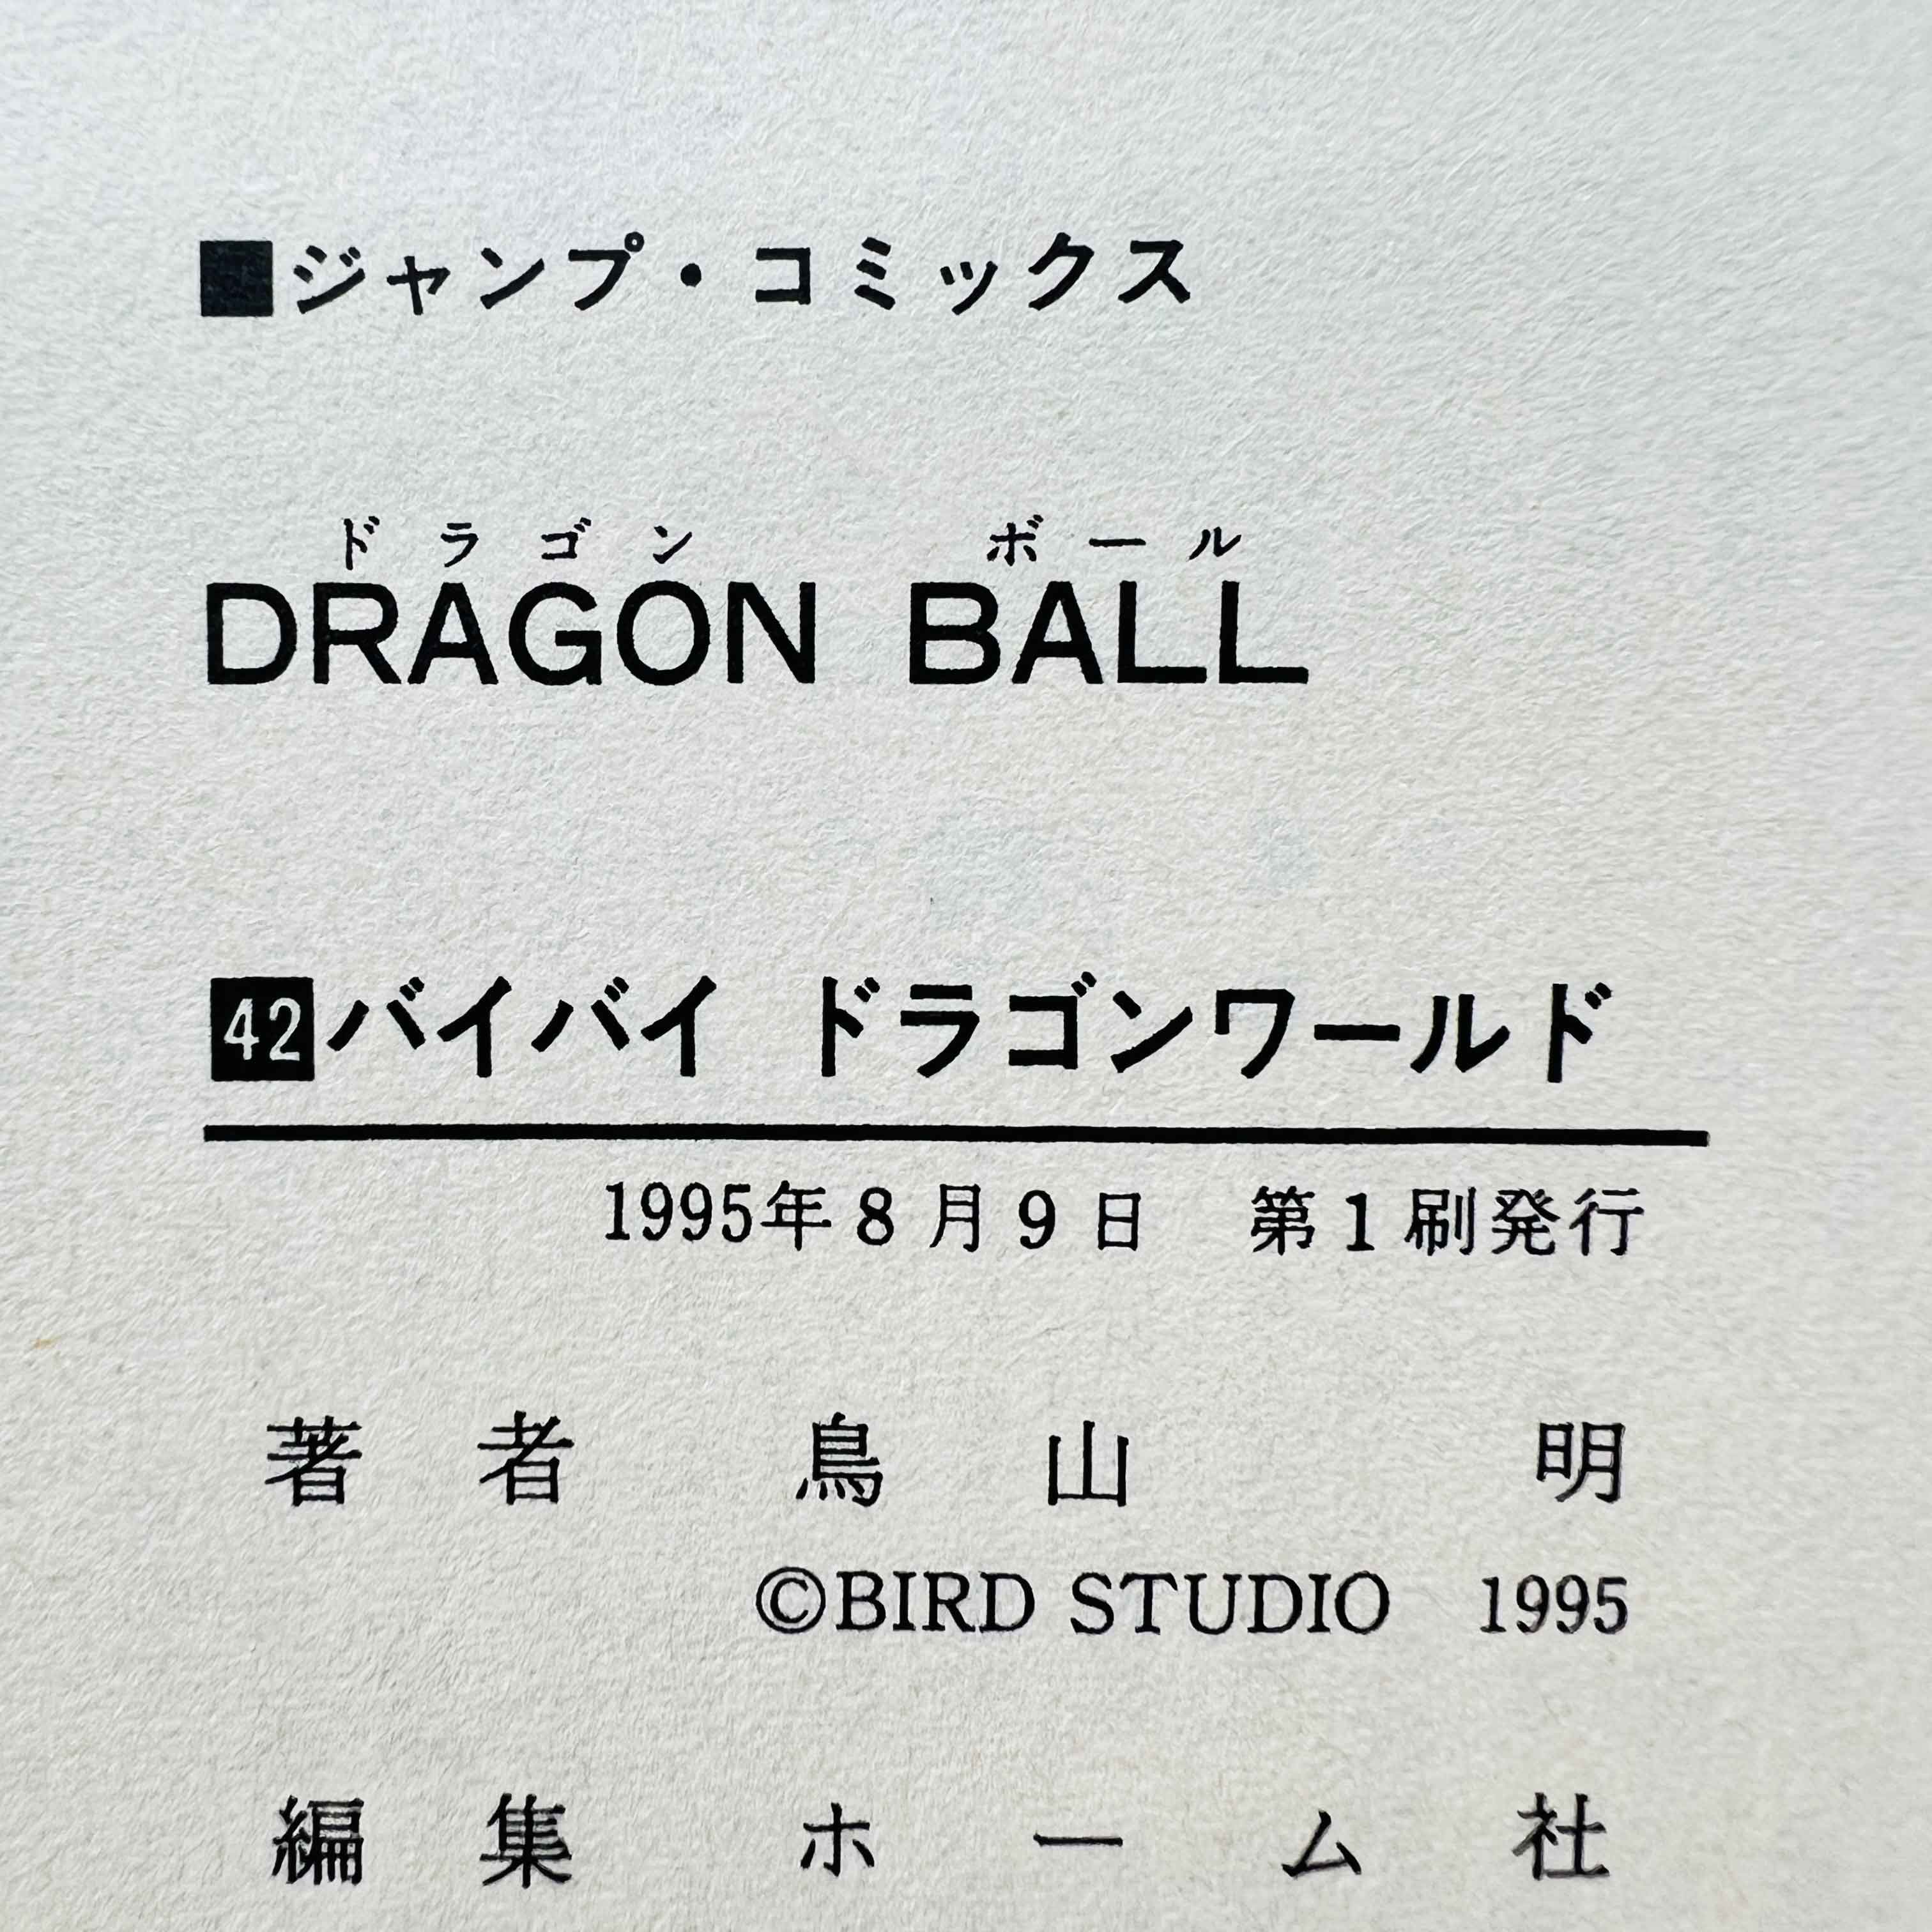 ■ジャンプ・コミックス
ドラゴン ボール
DRAGON BALL
42 バイバイ ドラゴンワールド
1995年8月9日 第1刷発行
著者 鳥山明
©BIRD STUDIO 1995
編集 ホーム社